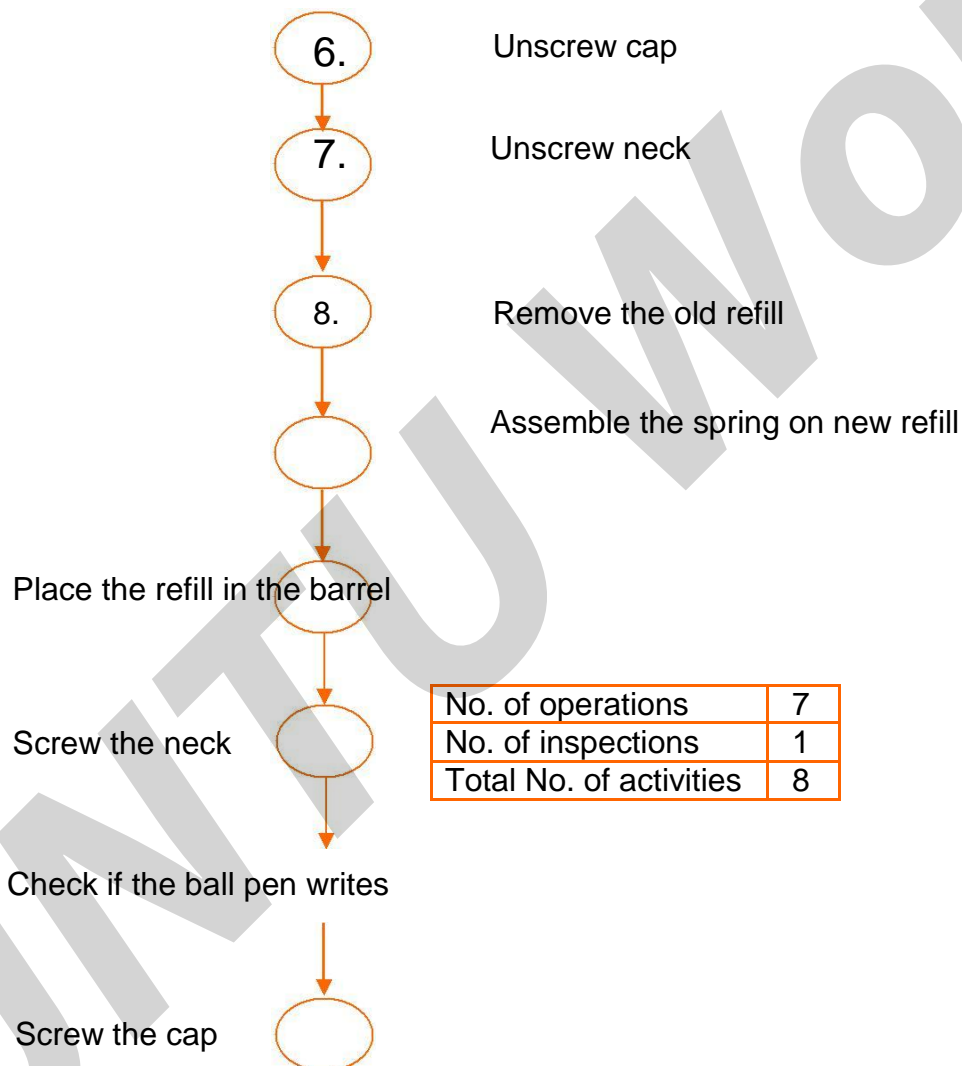 6. Unscrew cap
7. Unscrew neck
8. Remove the old refill
Assemble the spring on new refill
Place the refill in the barrel
No. of operations 7
Screw the neck
No. of inspections 1
Total No. of activities 8
Check if the ball pen writes
Screw the cap